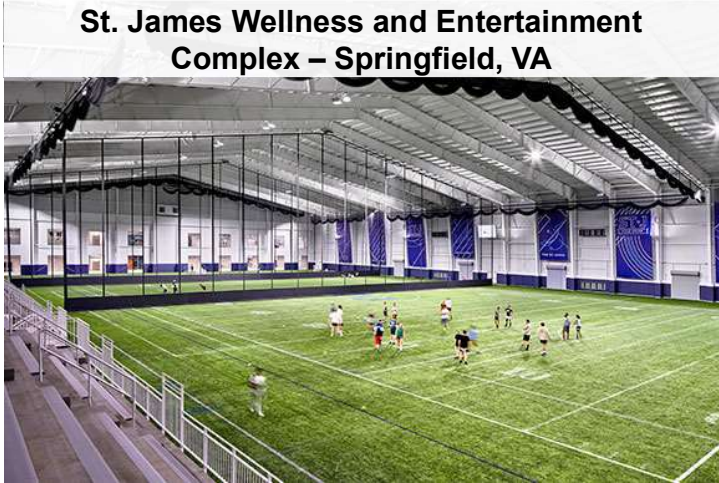 St. James Wellness and Entertainment
Complex – Springfield, VA